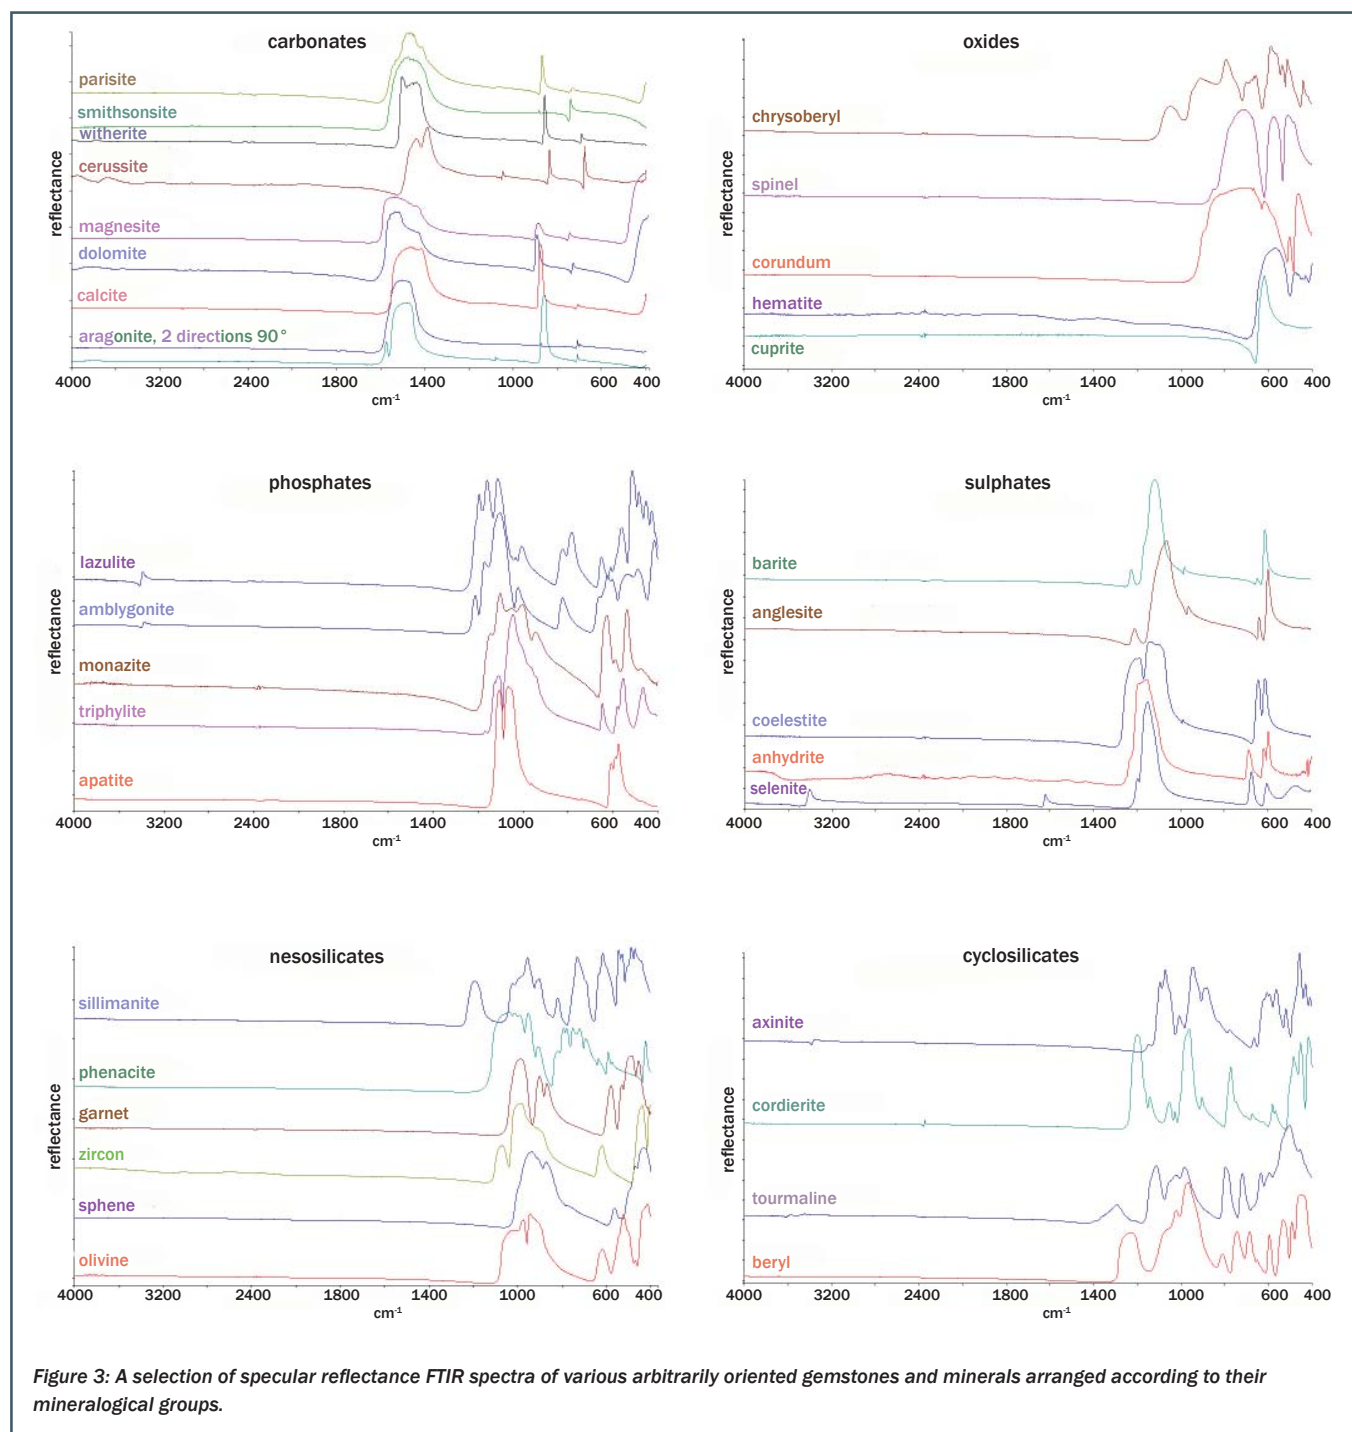 carbonates
parisite
smithsonsite
witherite
cerussite
magnesite
dolomite
calcite
aragonite, 2 directions 90°
reflectance
4000 3200 2400 1800 1400 1000 600 400
cm-1
oxides
chrysoberyl
spinel
corundum
hematite
cuprite
reflectance
4000 3200 2400 1800 1400 1000 600 400
cm-1
phosphates
lazulite
amblygonite
monazite
triphylite
apatite
reflectance
4000 3200 2400 1800 1400 1000 600 400
cm-1
sulphates
barite
anglesite
coelestite
anhydrite
selenite
reflectance
4000 3200 2400 1800 1400 1000 600 400
cm-1
nesosilicates
sillimanite
phenacite
garnet
zircon
sphene
olivine
reflectance
4000 3200 2400 1800 1400 1000 600 400
cm-1
cyclosilicates
axinite
cordierite
tourmaline
beryl
reflectance
4000 3200 2400 1800 1400 1000 600 400
cm-1
Figure 3: A selection of specular reflectance FTIR spectra of various arbitrarily oriented gemstones and minerals arranged according to their
mineralogical groups.